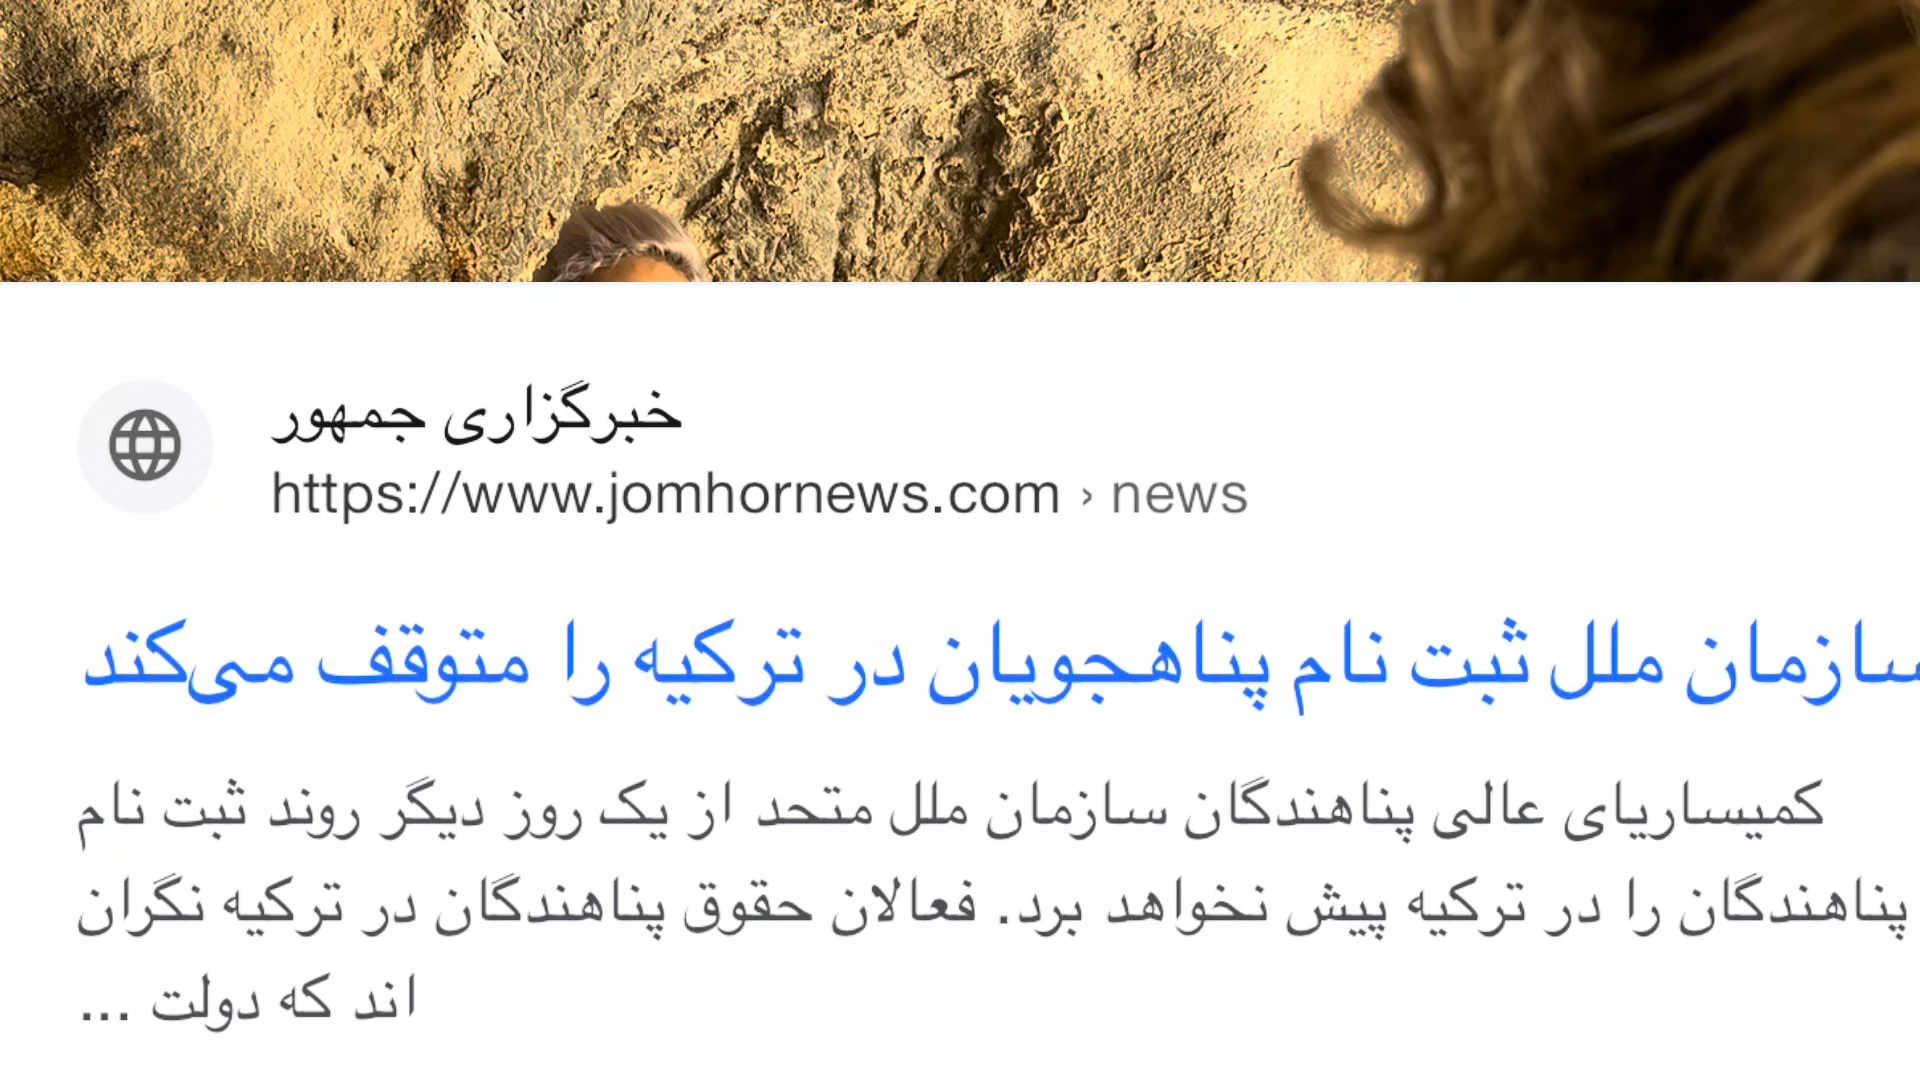 خبرگزاری جمهور
https://www.jomhornews.com › news
سازمان ملل ثبت نام پناهجویان در ترکیه را متوقف می‌کند
کمیساریای عالی پناهندگان سازمان ملل متحد از یک روز دیگر روند ثبت نام
پناهندگان را در ترکیه پیش نخواهد برد. فعالان حقوق پناهندگان در ترکیه نگران
اند که دولت ...